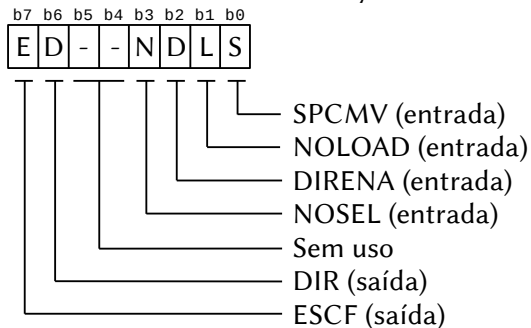 b7 b6 b5 b4 b3 b2 b1 b0
E D - - N D L S
SPCMV (entrada)
NOLOAD (entrada)
DIRENA (entrada)
NOSEL (entrada)
Sem uso
DIR (saída)
ESCF (saída)